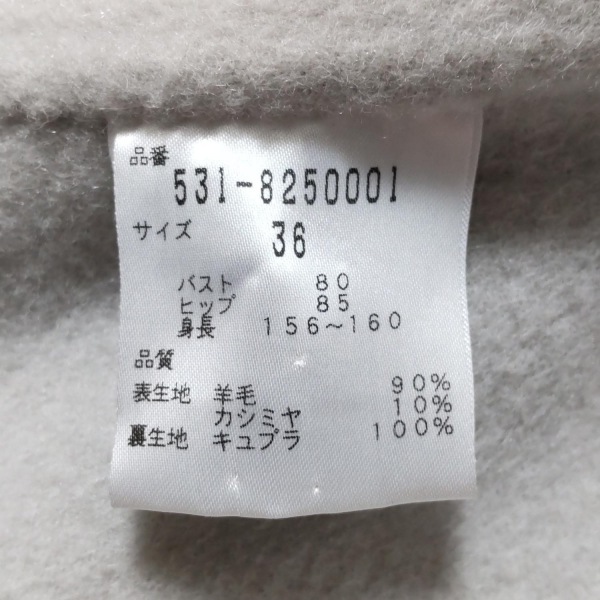 品番
531-8250001
サイズ 36
バスト 80
ヒップ 85
身長 156～160
品質
表生地 羊毛 90%
カシミヤ 10%
裏生地 キュプラ 100%